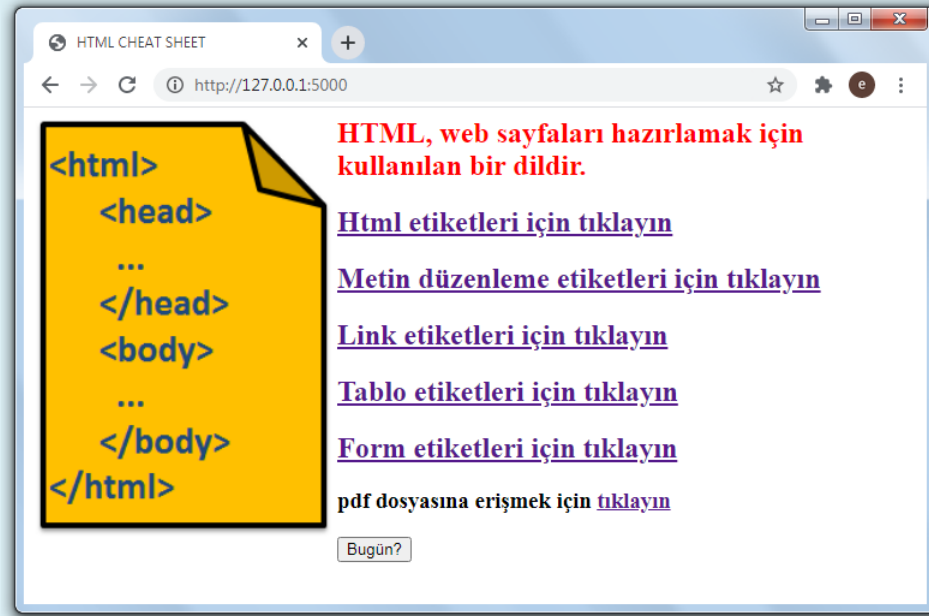 HTML CHEAT SHEET
http://127.0.0.1:5000
e
<html>
<head>
...
</head>
<body>
...
</body>
</html>
HTML, web sayfaları hazırlamak için
kullanılan bir dildir.
Html etiketleri için tıklayın
Metin düzenleme etiketleri için tıklayın
Link etiketleri için tıklayın
Tablo etiketleri için tıklayın
Form etiketleri için tıklayın
pdf dosyasına erişmek için tıklayın
Bugün?